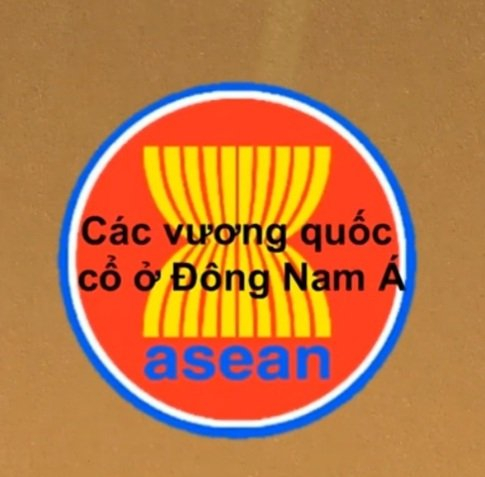 Các vương quốc
cổ ở Đông Nam Á
asean